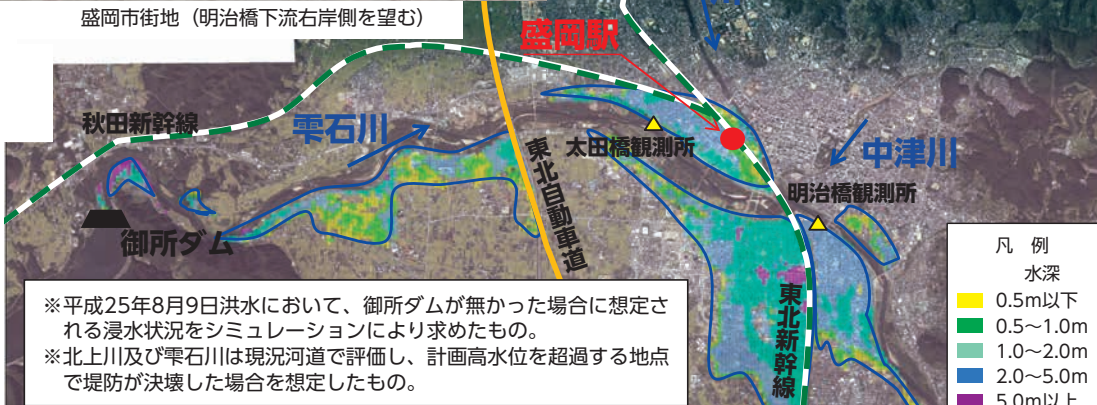 盛岡市街地（明治橋下流右岸側を望む）
盛岡駅
秋田新幹線
雫石川
太田橋観測所
中津川
東北自動車道
明治橋観測所
御所ダム
東北新幹線
※平成25年8月9日洪水において、御所ダムが無かった場合に想定さ
れる浸水状況をシミュレーションにより求めたもの。
※北上川及び雫石川は現況河道で評価し、計画高水位を超過する地点
で堤防が決壊した場合を想定したもの。
凡 例
水深
0.5m以下
0.5～1.0m
1.0～2.0m
2.0～5.0m
5.0m以上